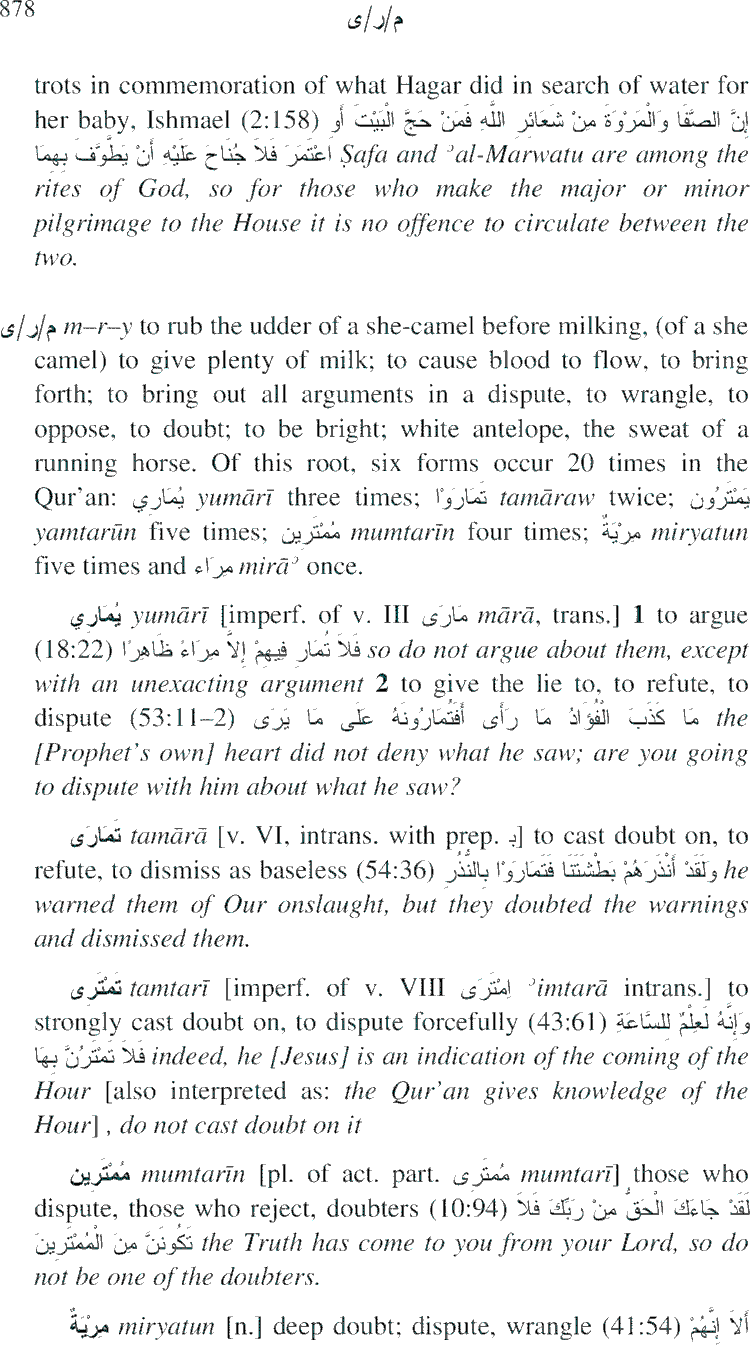 878
م/ر/ى
trots in commemoration of what Hagar did in search of water for
her baby, Ishmael (2:158) إِنَّ الصَّفَا وَالْمَرْوَةَ مِنْ شَعَائِرِ اللَّهِ فَمَنْ حَجَّ الْبَيْتَ أَوِ
اعْتَمَرَ فَلاَ جُنَاحَ عَلَيْهِ أَنْ يَطَّوَّفَ بِهِمَا Ṣafa and ʾal-Marwatu are among the
rites of God, so for those who make the major or minor
pilgrimage to the House it is no offence to circulate between the
two.
م/ر/ى m–r–y to rub the udder of a she-camel before milking, (of a she
camel) to give plenty of milk; to cause blood to flow, to bring
forth; to bring out all arguments in a dispute, to wrangle, to
oppose, to doubt; to be bright; white antelope, the sweat of a
running horse. Of this root, six forms occur 20 times in the
Qur'an: يُمَارِي yumārī three times; تَمَارَوْا tamāraw twice; يَمْتَرُون
yamtarūn five times; مُمْتَرِين mumtarīn four times; مِرْيَةٌ miryatun
five times and مِرَاء mirāʾ once.
يُمَارِي yumārī [imperf. of v. III مَارَى mārā, trans.] 1 to argue
(18:22) فَلاَ تُمَارِ فِيهِمْ إِلاَّ مِرَاءً ظَاهِرًا so do not argue about them, except
with an unexacting argument 2 to give the lie to, to refute, to
dispute (53:11–2) مَا كَذَبَ الْفُؤَادُ مَا رَأَى أَفَتُمَارُونَهُ عَلَى مَا يَرَى the
[Prophet's own] heart did not deny what he saw; are you going
to dispute with him about what he saw?
تَمَارَى tamārā [v. VI, intrans. with prep. بِـ] to cast doubt on, to
refute, to dismiss as baseless (54:36) وَلَقَدْ أَنْذَرَهُمْ بَطْشَتَنَا فَتَمَارَوْا بِالنُّذُرِ he
warned them of Our onslaught, but they doubted the warnings
and dismissed them.
تَمْتَرِى tamtarī [imperf. of v. VIII اِمْتَرَى ʾimtarā intrans.] to
strongly cast doubt on, to dispute forcefully (43:61) وَإِنَّهُ لَعِلْمٌ لِلسَّاعَةِ
فَلاَ تَمْتَرُنَّ بِهَا indeed, he [Jesus] is an indication of the coming of the
Hour [also interpreted as: the Qur'an gives knowledge of the
Hour] , do not cast doubt on it
مُمْتَرِين mumtarīn [pl. of act. part. مُمتَرِى mumtarī] those who
dispute, those who reject, doubters (10:94) لَقَدْ جَاءَكَ الْحَقُّ مِنْ رَبِّكَ فَلاَ
تَكُونَنَّ مِنَ الْمُمْتَرِينَ the Truth has come to you from your Lord, so do
not be one of the doubters.
مِرْيَةٌ miryatun [n.] deep doubt; dispute, wrangle (41:54) أَلاَ إِنَّهُمْ